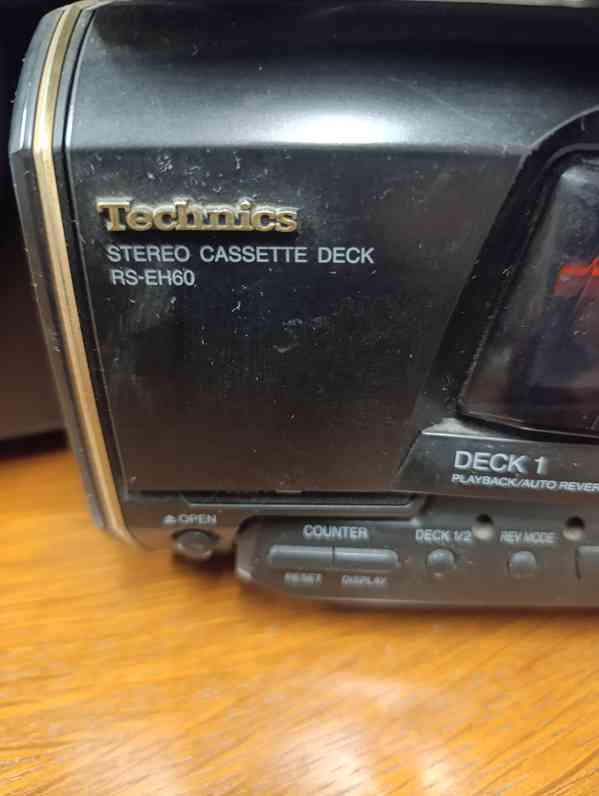 Technics
STEREO CASSETTE DECK
RS-EH60
DECK 1
PLAYBACK/AUTO REVER
OPEN
COUNTER
DECK 1/2
REV MODE
RESET
DISPLAY